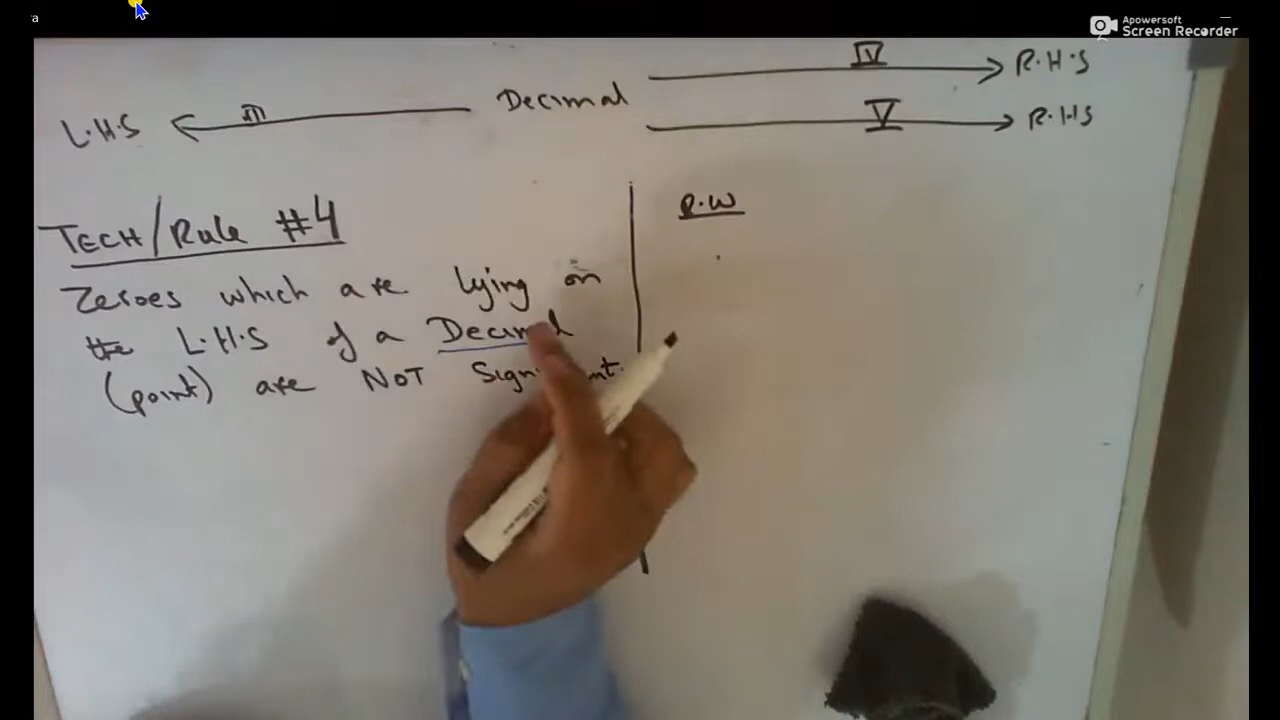 a
Apowersoft
Screen Recorder
IV
R.H.S
Decimal
III
L.H.S
V
R.H.S
TECH/Rule #4
R.W
Zeroes which are lying on
the L.H.S of a Decimal
(point) are NOT